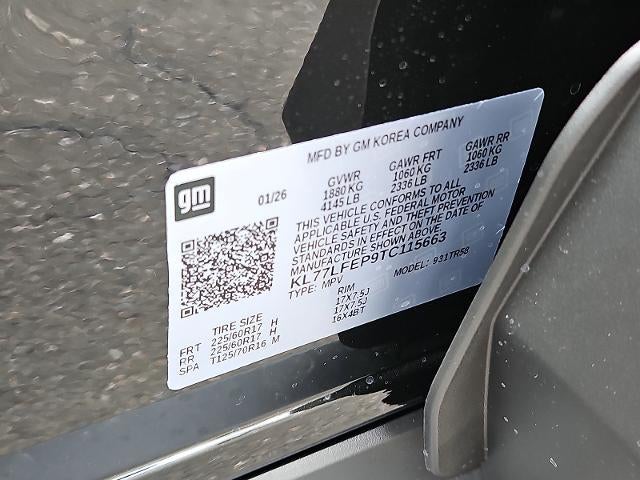 MFD BY GM KOREA COMPANY
gm
01/26
GVWR GAWR FRT GAWR RR
1880 KG 1060 KG 1060 KG
4145 LB 2336 LB 2336 LB
THIS VEHICLE CONFORMS TO ALL
APPLICABLE U.S. FEDERAL MOTOR
VEHICLE SAFETY AND THEFT PREVENTION
STANDARDS IN EFFECT ON THE DATE OF
MANUFACTURE SHOWN ABOVE.
KL77LFEP9TC115663
TYPE: MPV MODEL: 931TR58
TIRE SIZE RIM
FRT 225/60R17 H 17X7.5J
RR 225/60R17 H 17X7.5J
SPA T125/70R16 M 16X4BT